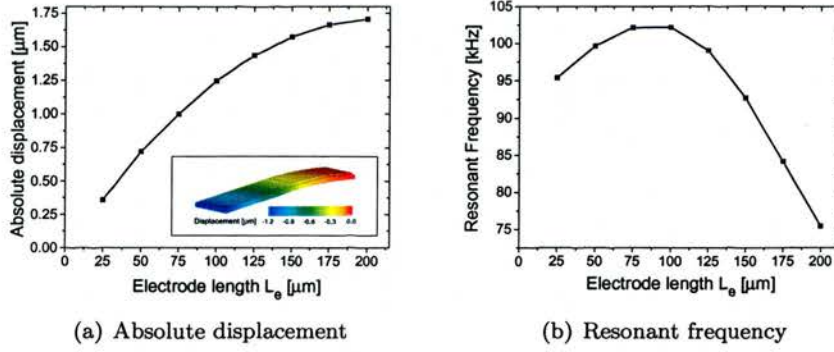 Absolute displacement [μm]
1.75
1.50
1.25
1.00
0.75
0.50
0.25
0.00
Displacement [μm] -1.2 -0.9 -0.6 -0.3 0.0
0 25 50 75 100 125 150 175 200
Electrode length Le [μm]
(a) Absolute displacement
Resonant Frequency [kHz]
105
100
95
90
85
80
75
0 25 50 75 100 125 150 175 200
Electrode length Le [μm]
(b) Resonant frequency